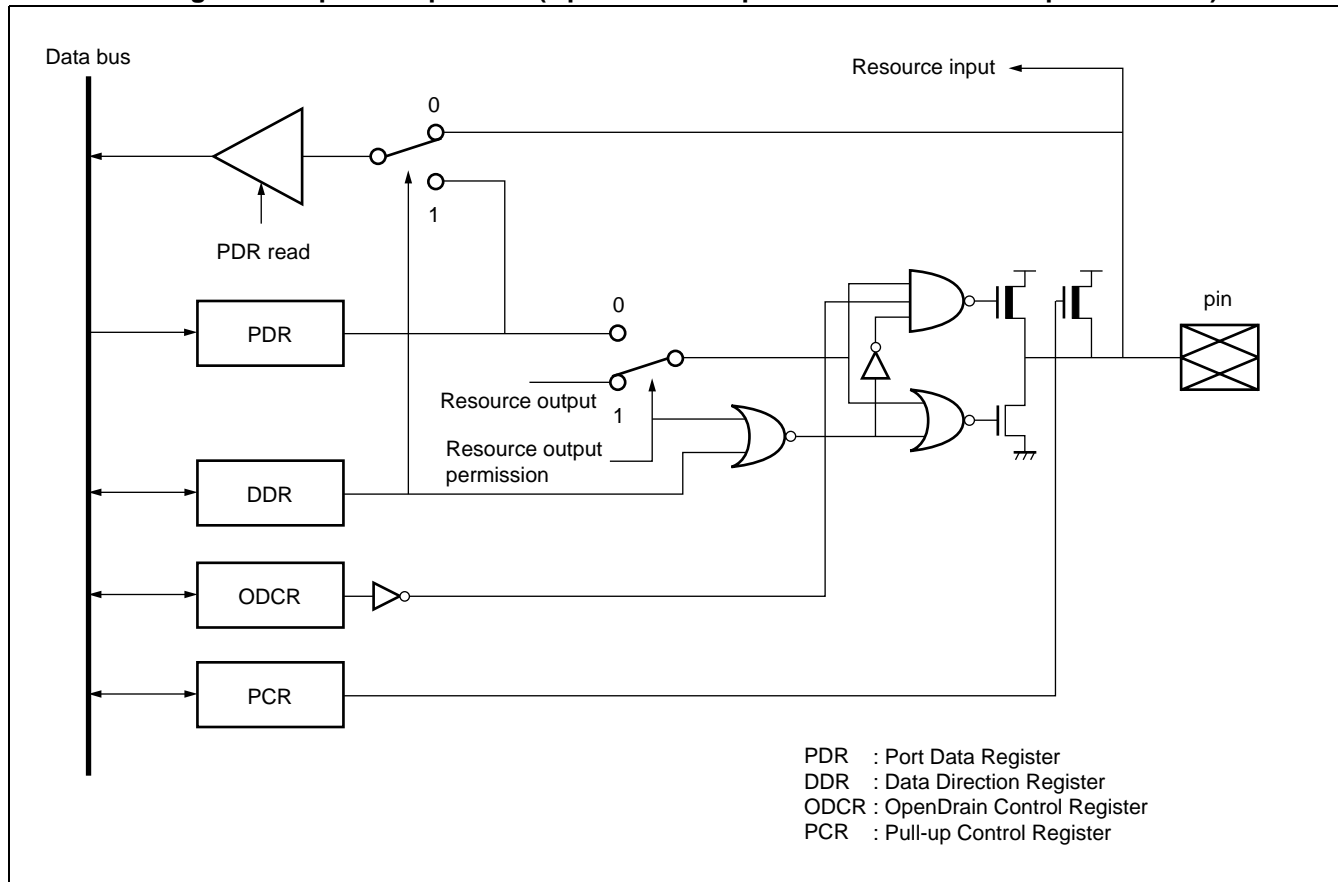 Data bus
Resource input
0
1
PDR read
pin
0
PDR
Resource output
1
Resource output
permission
DDR
ODCR
PCR
PDR : Port Data Register
DDR : Data Direction Register
ODCR : OpenDrain Control Register
PCR : Pull-up Control Register